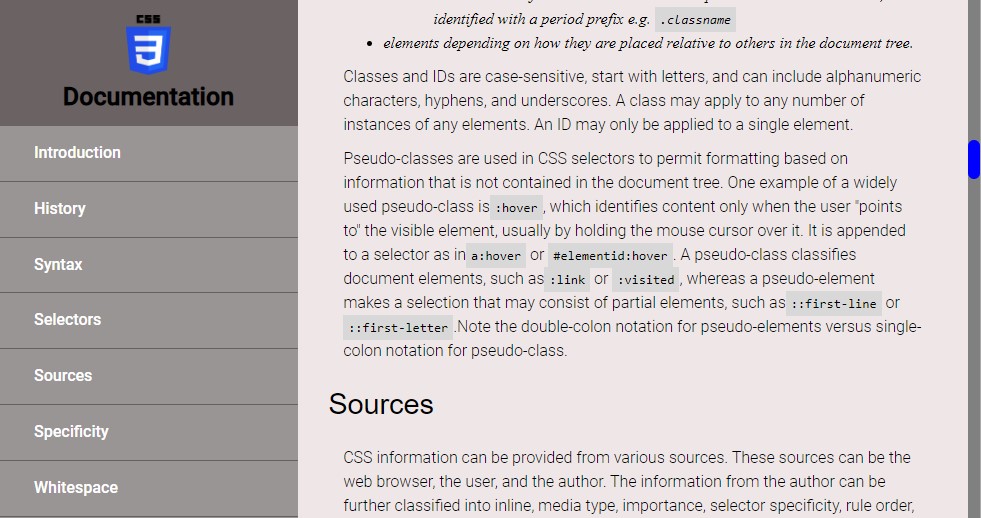 CSS
3
Documentation
Introduction
History
Syntax
Selectors
Sources
Specificity
Whitespace
identified with a period prefix e.g. .classname
• elements depending on how they are placed relative to others in the document tree.
Classes and IDs are case-sensitive, start with letters, and can include alphanumeric
characters, hyphens, and underscores. A class may apply to any number of
instances of any elements. An ID may only be applied to a single element.
Pseudo-classes are used in CSS selectors to permit formatting based on
information that is not contained in the document tree. One example of a widely
used pseudo-class is :hover , which identifies content only when the user "points
to" the visible element, usually by holding the mouse cursor over it. It is appended
to a selector as in a:hover or #elementid:hover . A pseudo-class classifies
document elements, such as :link or :visited , whereas a pseudo-element
makes a selection that may consist of partial elements, such as ::first-line or
::first-letter .Note the double-colon notation for pseudo-elements versus single-
colon notation for pseudo-class.
Sources
CSS information can be provided from various sources. These sources can be the
web browser, the user, and the author. The information from the author can be
further classified into inline, media type, importance, selector specificity, rule order,